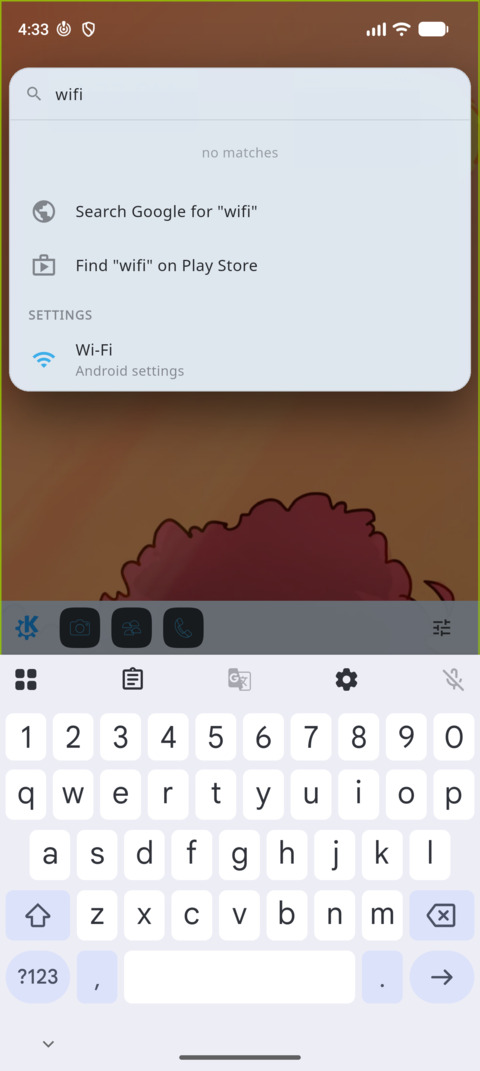 4:33
wifi
no matches
Search Google for "wifi"
Find "wifi" on Play Store
SETTINGS
Wi-Fi
Android settings
K
1 2 3 4 5 6 7 8 9 0
q w e r t y u i o p
a s d f g h j k l
z x c v b n m
?123 , .